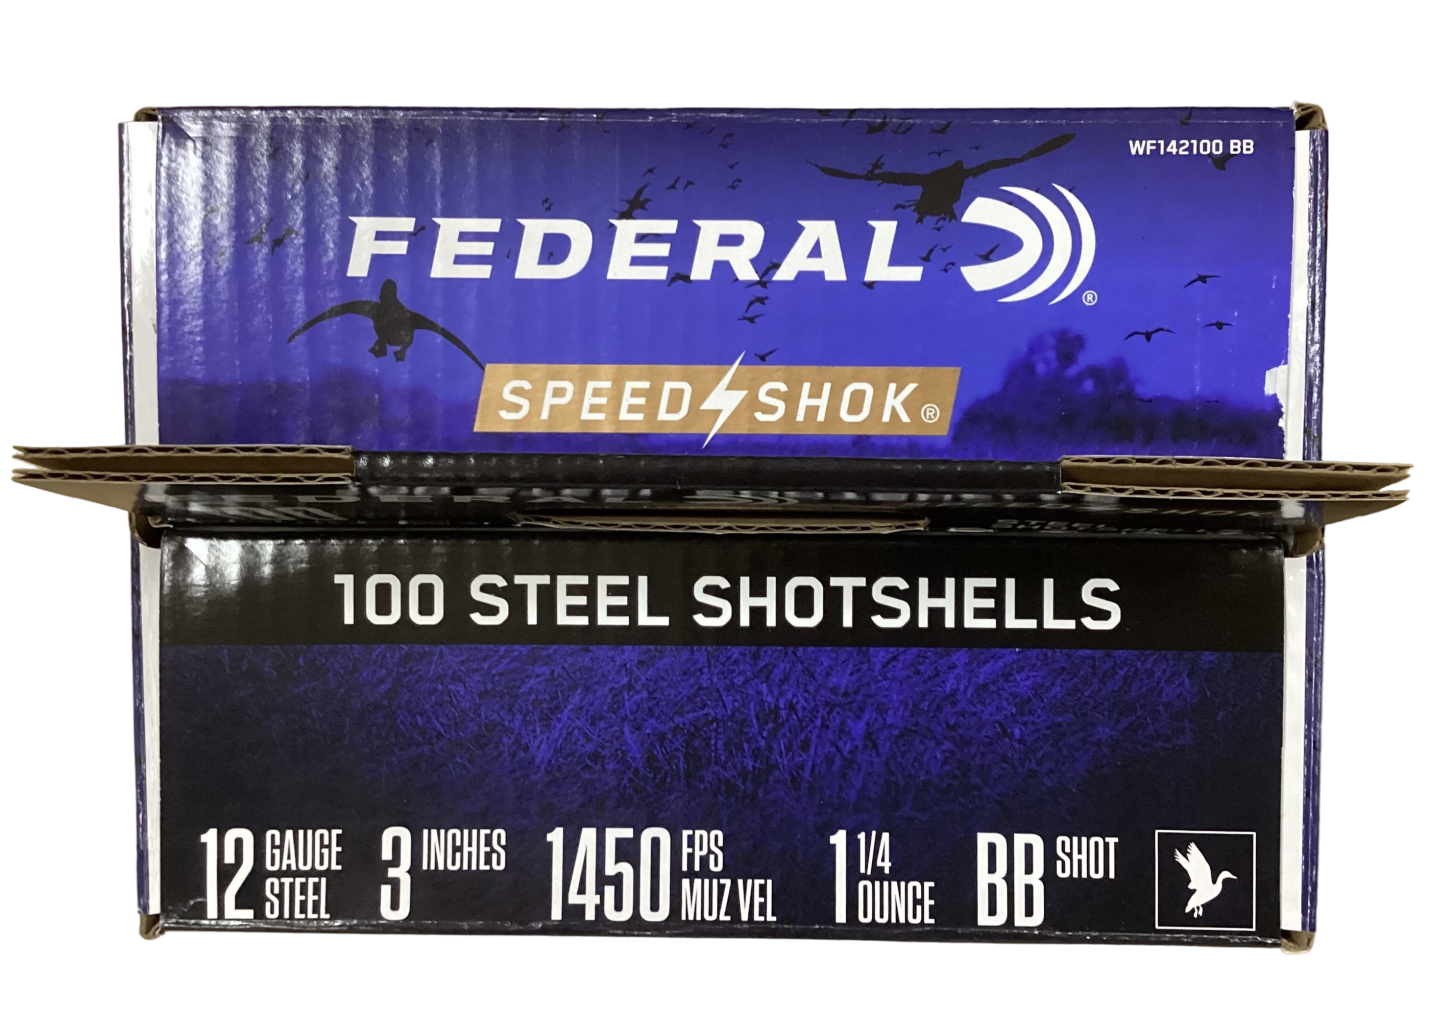 WF142100 BB
FEDERAL ®
SPEED SHOK®
100 STEEL SHOTSHELLS
12 GAUGE STEEL
3 INCHES
1450 FPS MUZ VEL
1 1/4 OUNCE
BB SHOT